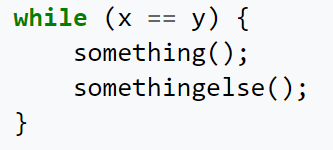 while (x == y) {
    something();
    somethingelse();
}